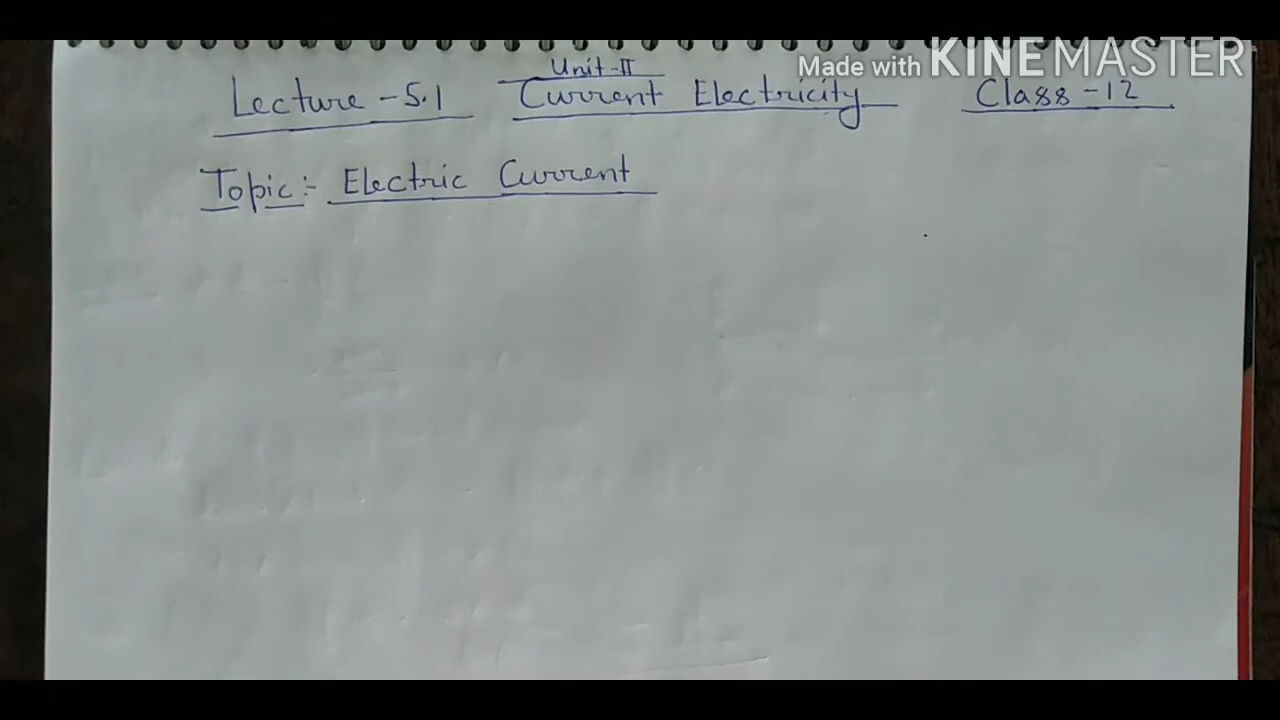 Unit-II
Lecture - 5.1 Current Electricity Class - 12
Topic:- Electric Current
Made with KINEMASTER